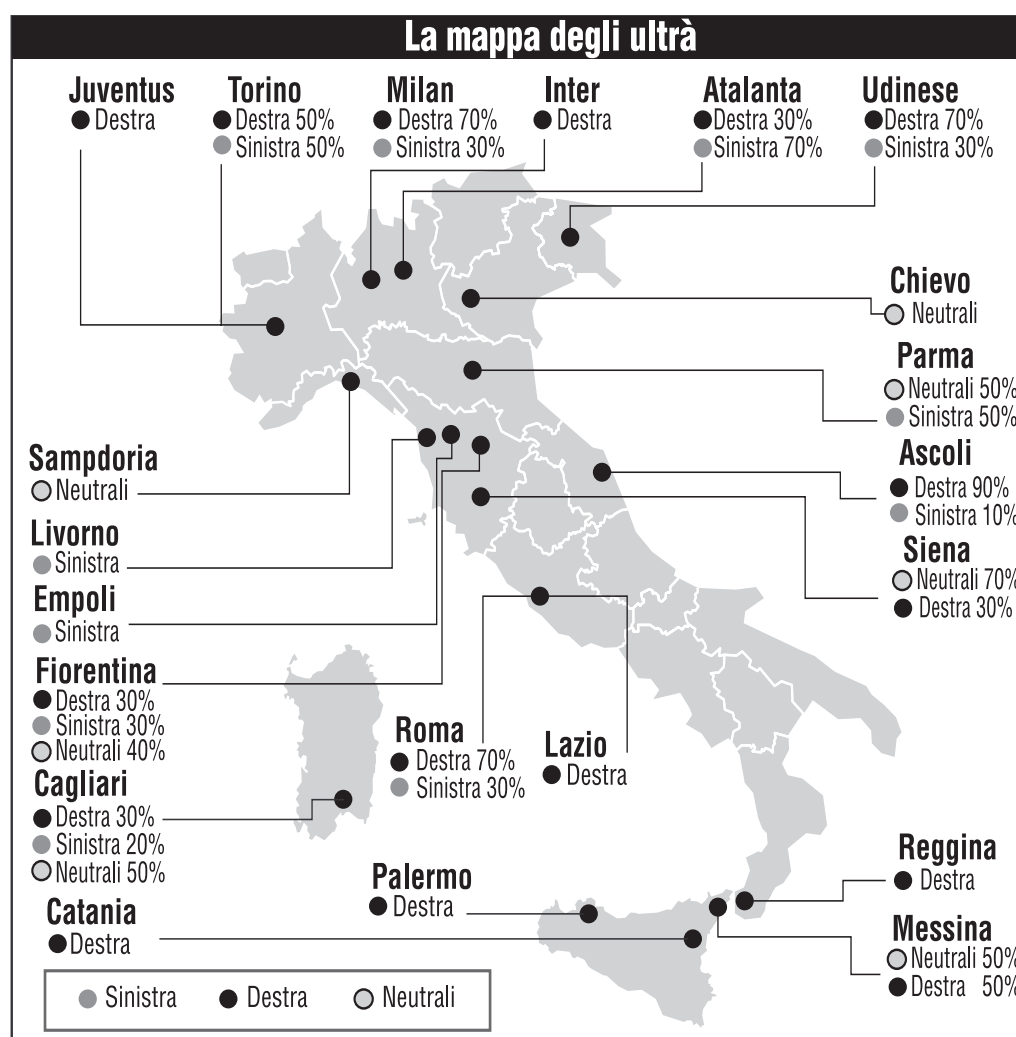 La mappa degli ultrà
Juventus
Destra
Torino
Destra 50%
Sinistra 50%
Milan
Destra 70%
Sinistra 30%
Inter
Destra
Atalanta
Destra 30%
Sinistra 70%
Udinese
Destra 70%
Sinistra 30%
Chievo
Neutrali
Parma
Neutrali 50%
Sinistra 50%
Ascoli
Destra 90%
Sinistra 10%
Siena
Neutrali 70%
Destra 30%
Sampdoria
Neutrali
Livorno
Sinistra
Empoli
Sinistra
Fiorentina
Destra 30%
Sinistra 30%
Neutrali 40%
Cagliari
Destra 30%
Sinistra 20%
Neutrali 50%
Roma
Destra 70%
Sinistra 30%
Lazio
Destra
Palermo
Destra
Catania
Destra
Reggina
Destra
Messina
Neutrali 50%
Destra 50%
Sinistra
Destra
Neutrali